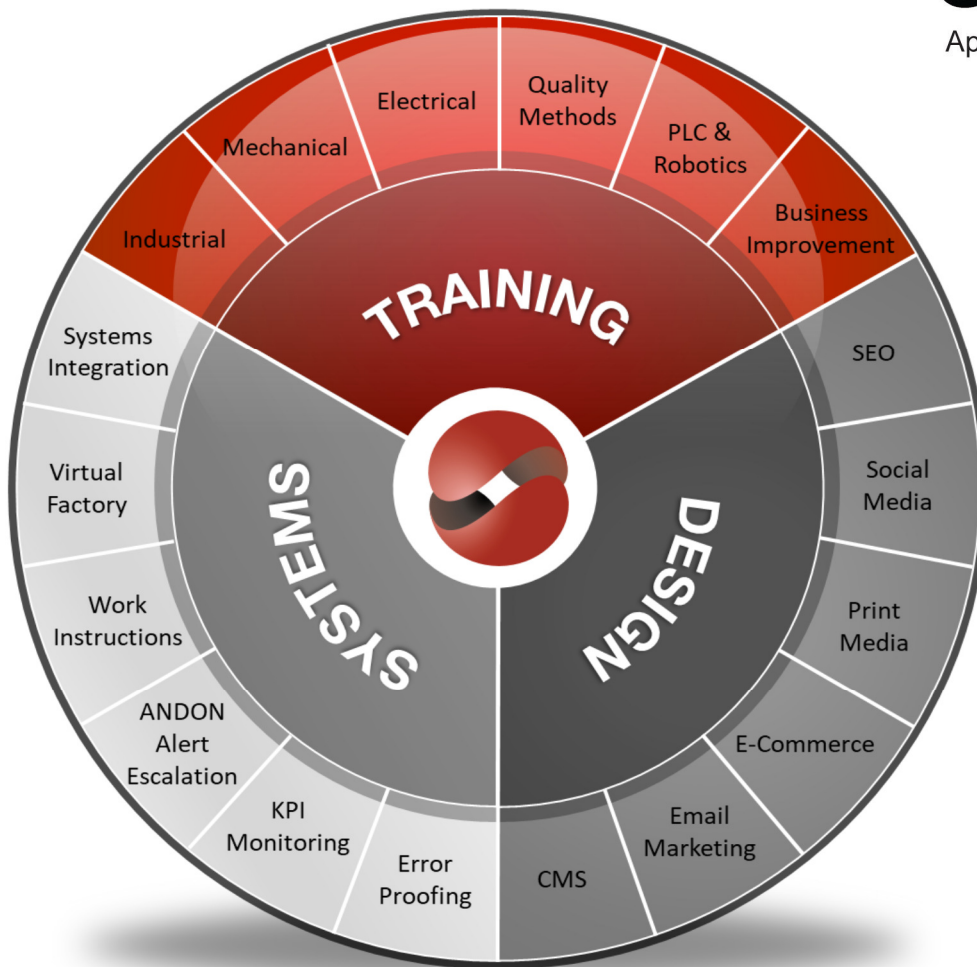 Ap
Electrical
Quality
Methods
Mechanical
PLC &
Robotics
Industrial
Business
Improvement
TRAINING
Systems
Integration
SEO
Virtual
Factory
Social
Media
SYSTEMS
DESIGN
Work
Instructions
Print
Media
ANDON
Alert
Escalation
E-Commerce
KPI
Monitoring
Email
Marketing
Error
Proofing
CMS